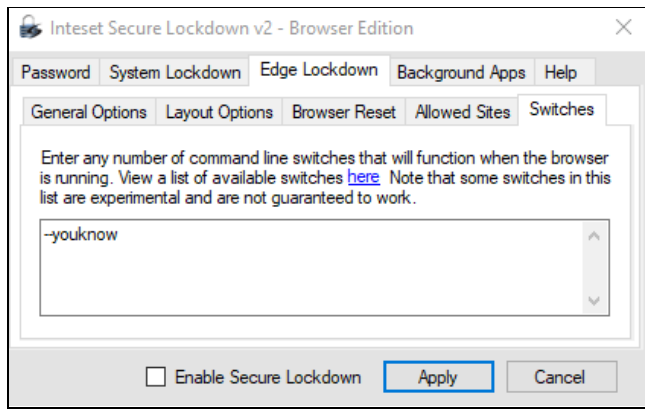 Inteset Secure Lockdown v2 - Browser Edition
Password System Lockdown Edge Lockdown Background Apps Help
General Options Layout Options Browser Reset Allowed Sites Switches
Enter any number of command line switches that will function when the browser
is running. View a list of available switches here Note that some switches in this
list are experimental and are not guaranteed to work.
--youknow
Enable Secure Lockdown Apply Cancel